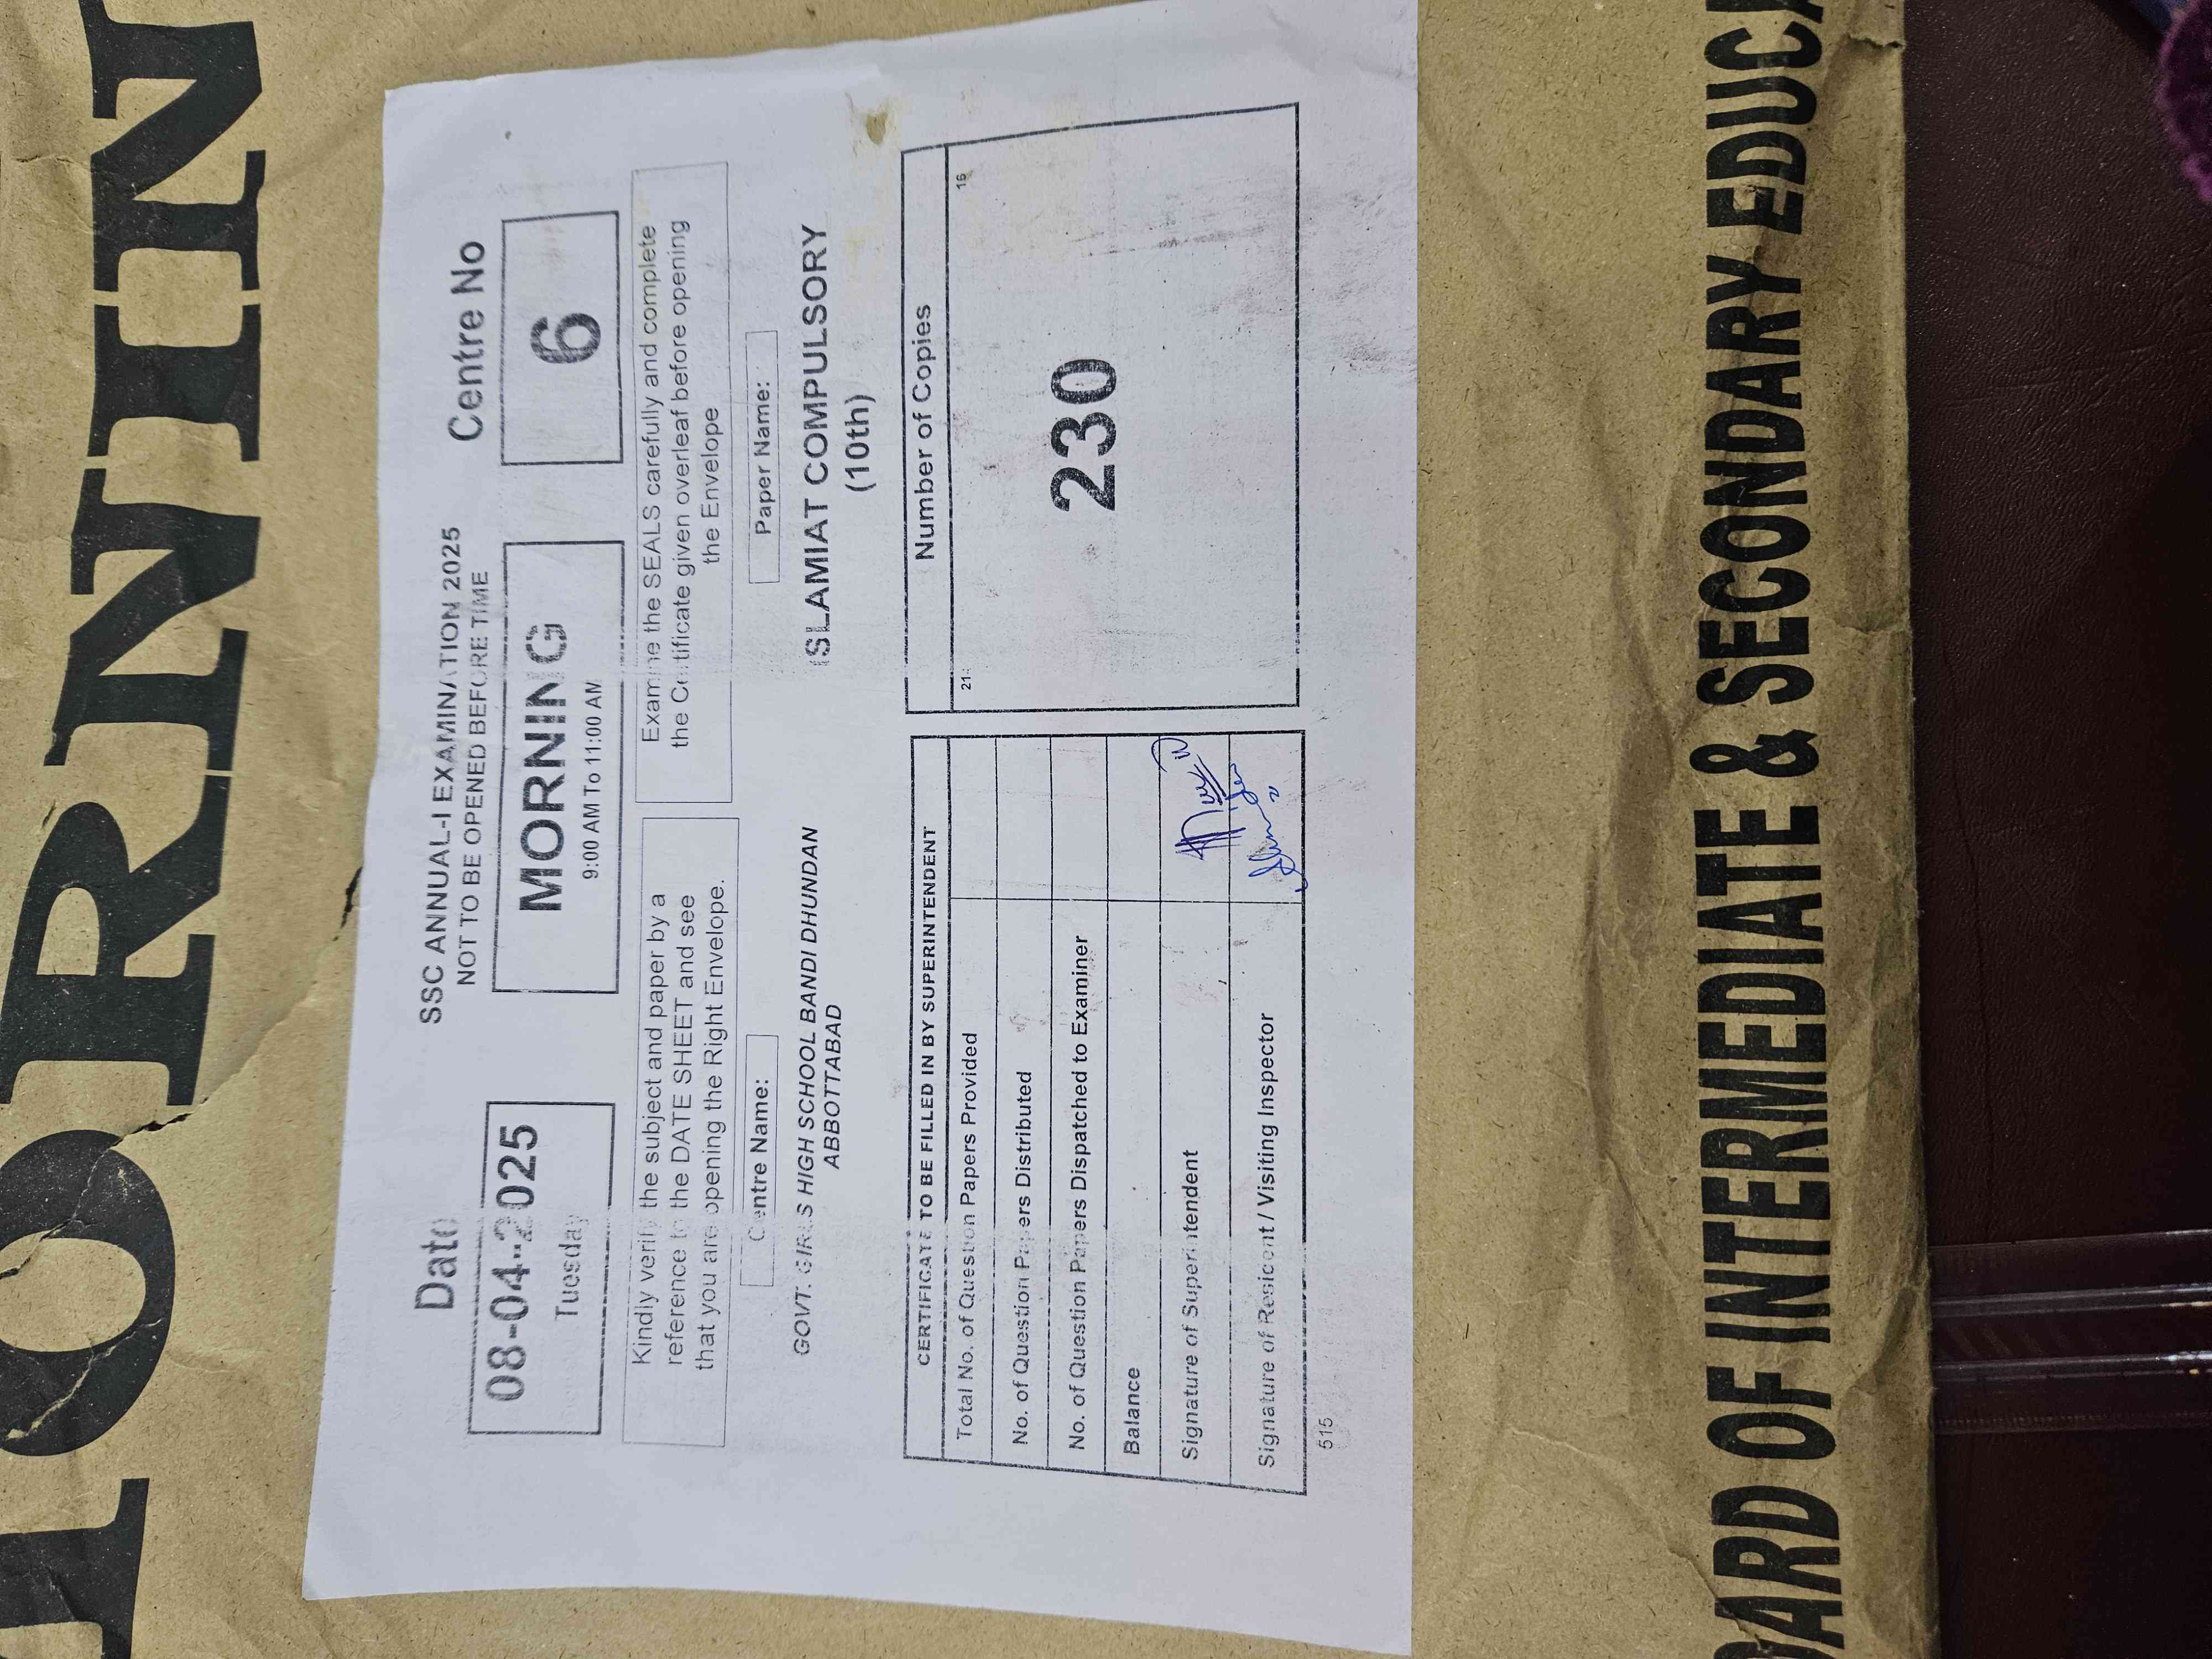 SSC ANNUAL-I EXAMINATION 2025
NOT TO BE OPENED BEFORE TIME
Date
08-04-2025
Tuesday
MORNING
9:00 AM To 11:00 AM
Centre No
6
Kindly verify the subject and paper by a
reference to the DATE SHEET and see
that you are opening the Right Envelope.
Examine the SEALS carefully and complete
the Certificate given overleaf before opening
the Envelope
Centre Name:
GOVT. GIRLS HIGH SCHOOL BANDI DHUNDAN
ABBOTTABAD
Paper Name:
ISLAMIAT COMPULSORY
(10th)
CERTIFICATE TO BE FILLED IN BY SUPERINTENDENT
Total No. of Question Papers Provided
No. of Question Papers Distributed
No. of Question Papers Dispatched to Examiner
Balance
Signature of Superintendent
Signature of Resident / Visiting Inspector
515
Number of Copies
16
230
ARD OF INTERMEDIATE & SECONDARY EDUC